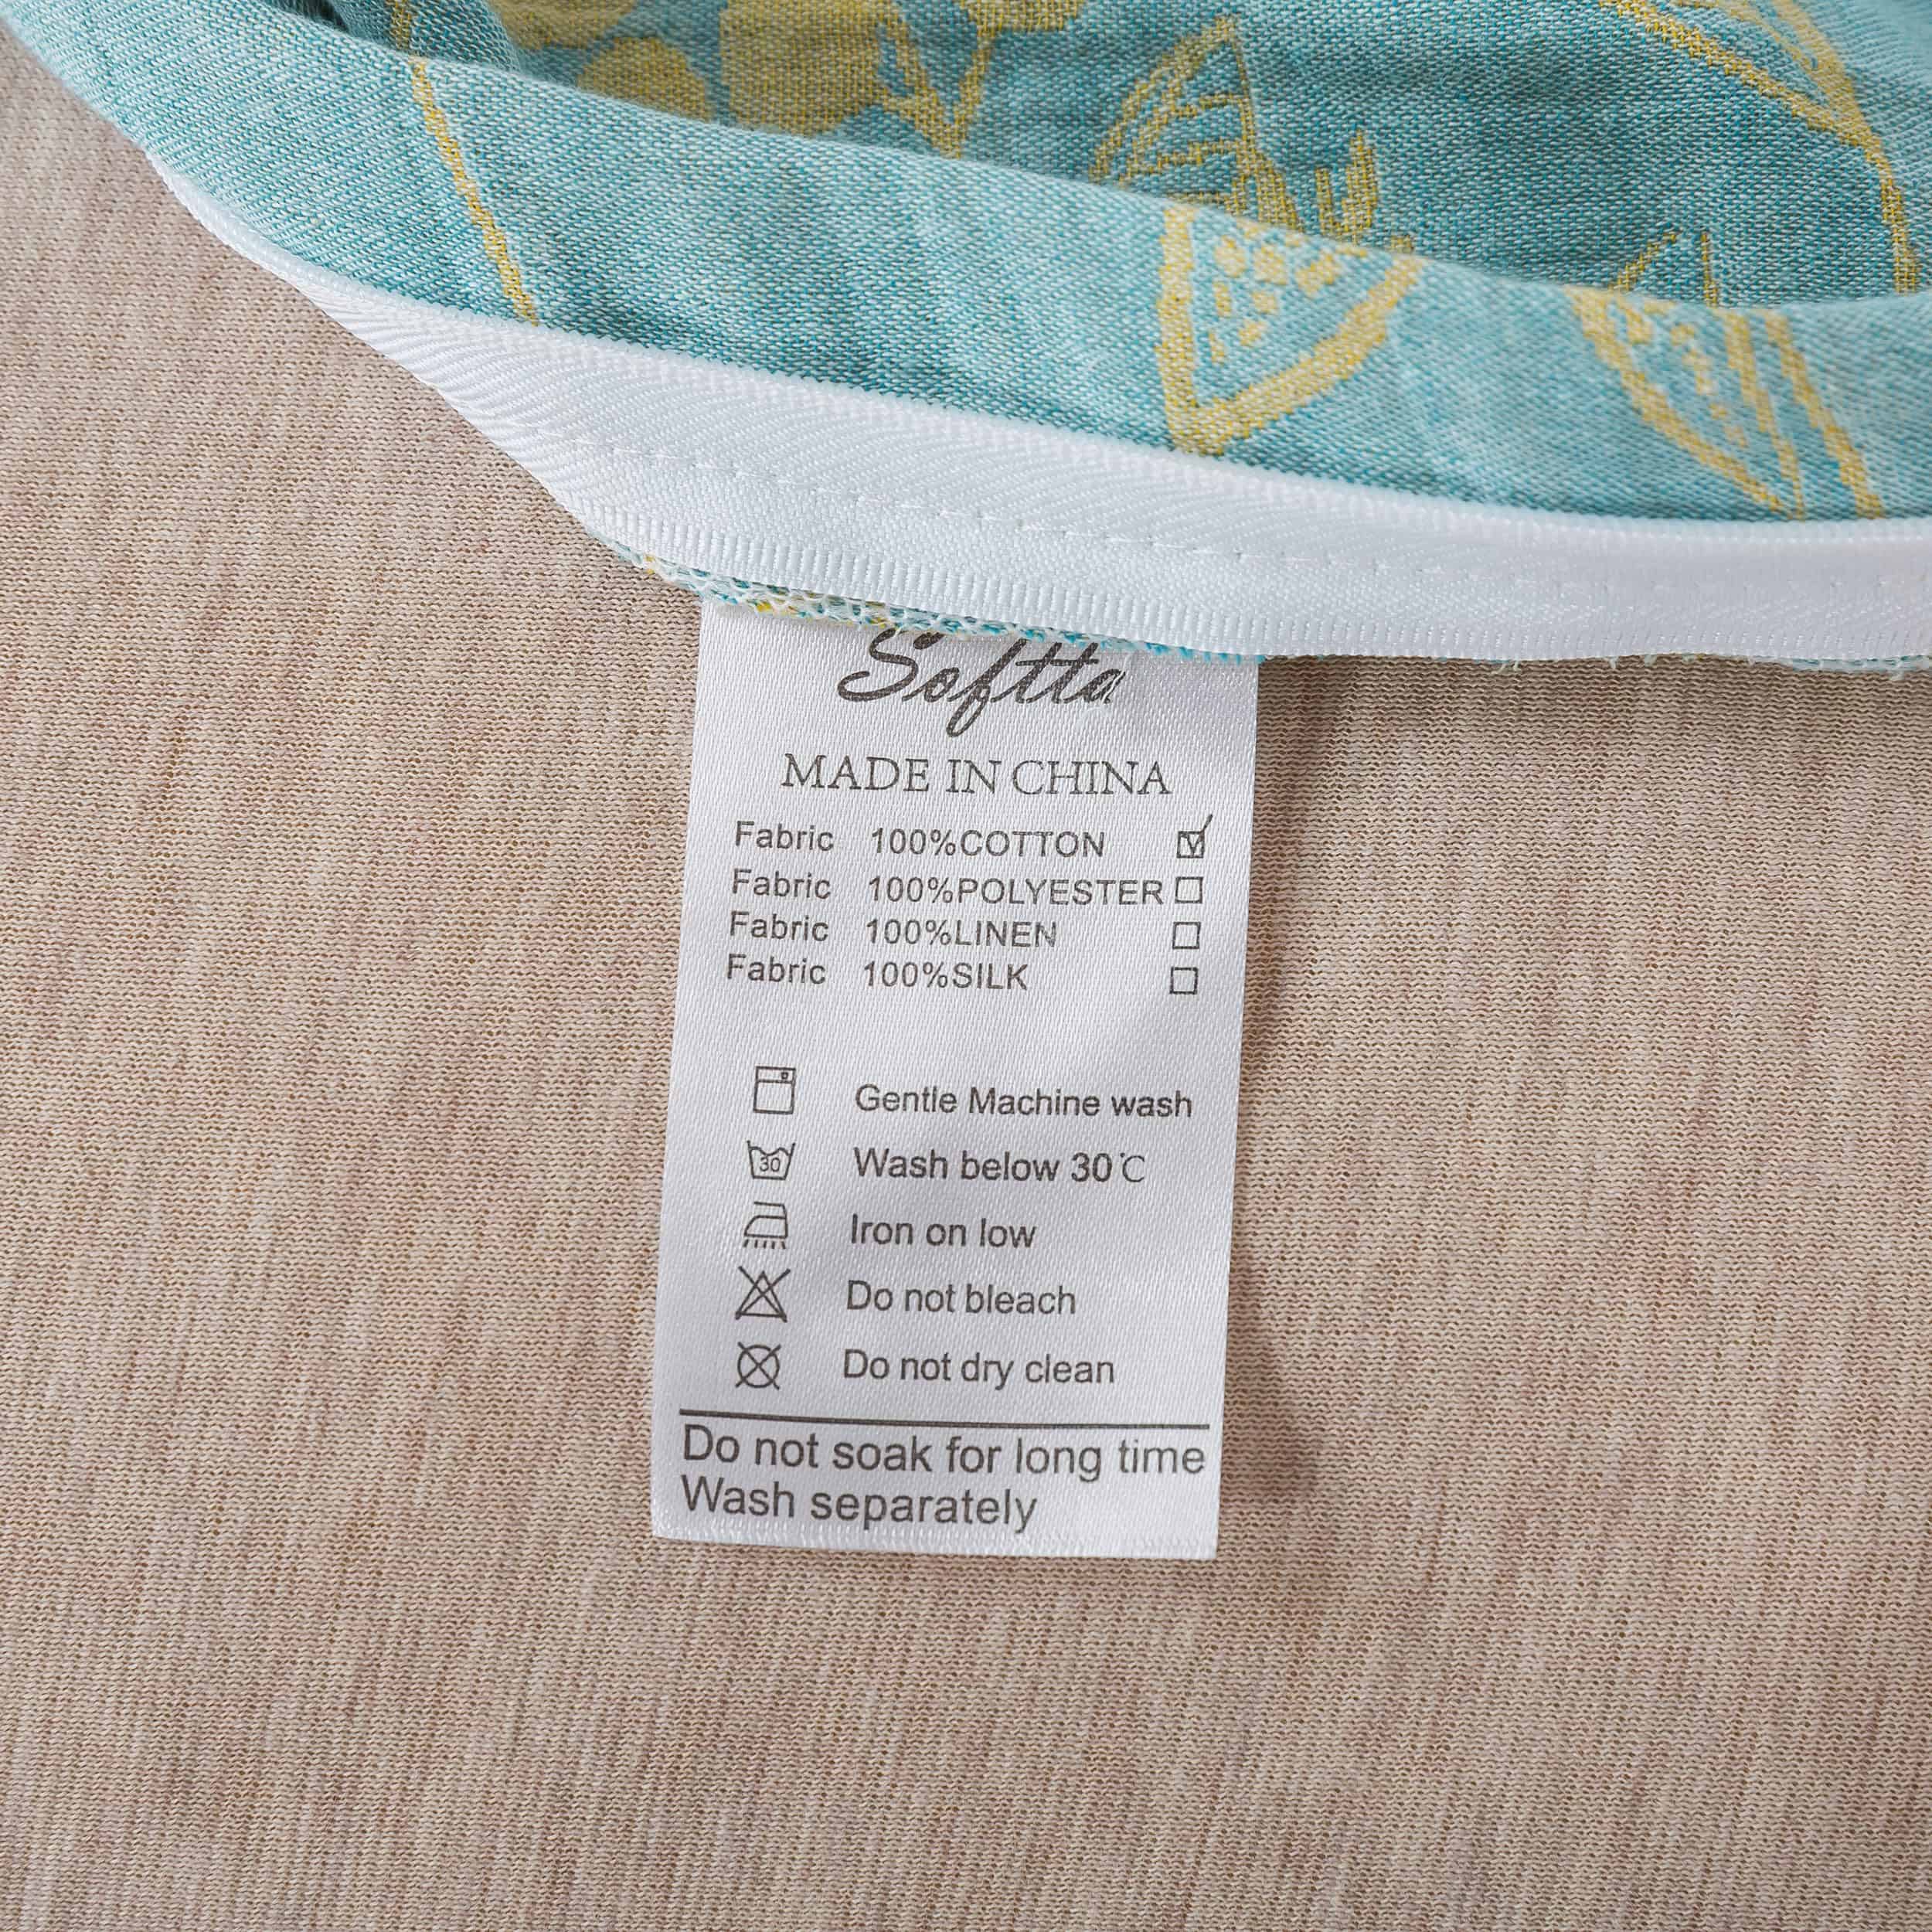 Softta
MADE IN CHINA
Fabric 100%COTTON ☑
Fabric 100%POLYESTER ☐
Fabric 100%LINEN ☐
Fabric 100%SILK ☐
Gentle Machine wash
30 Wash below 30℃
Iron on low
Do not bleach
Do not dry clean
Do not soak for long time
Wash separately